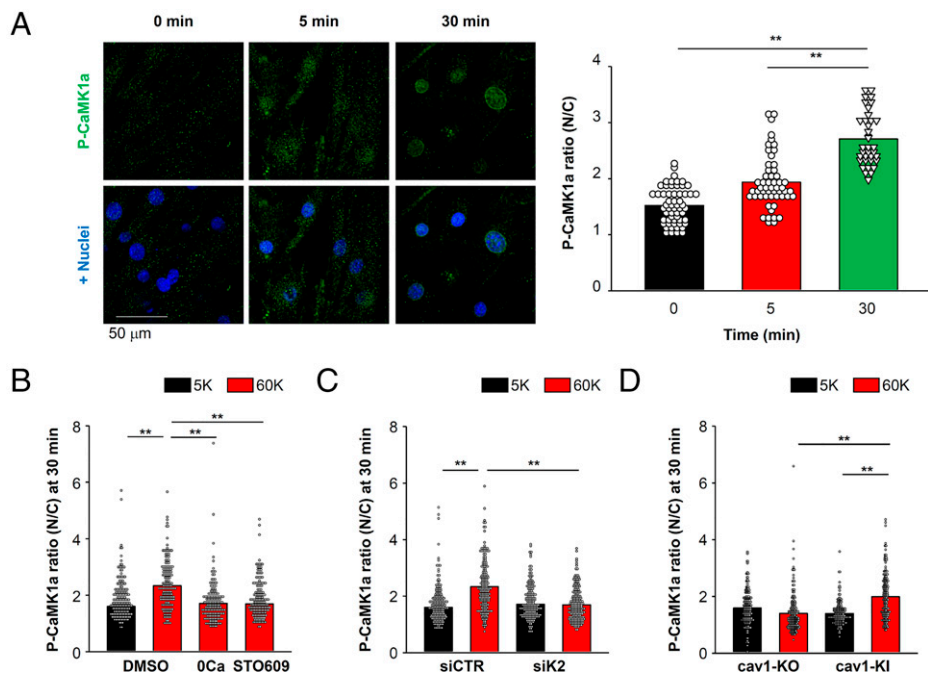 A
0 min 5 min 30 min
P-CaMK1a
+ Nuclei
50 μm
** 
**
P-CaMK1a ratio (N/C)
4
3
2
1
0
0 5 30
Time (min)
B
5K 60K
P-CaMK1a ratio (N/C) at 30 min
8
6
4
2
0
**
** **
DMSO 0Ca STO609
C
5K 60K
P-CaMK1a ratio (N/C) at 30 min
8
6
4
2
0
** **
siCTR siK2
D
5K 60K
P-CaMK1a ratio (N/C) at 30 min
8
6
4
2
0
**
**
cav1-KO cav1-KI